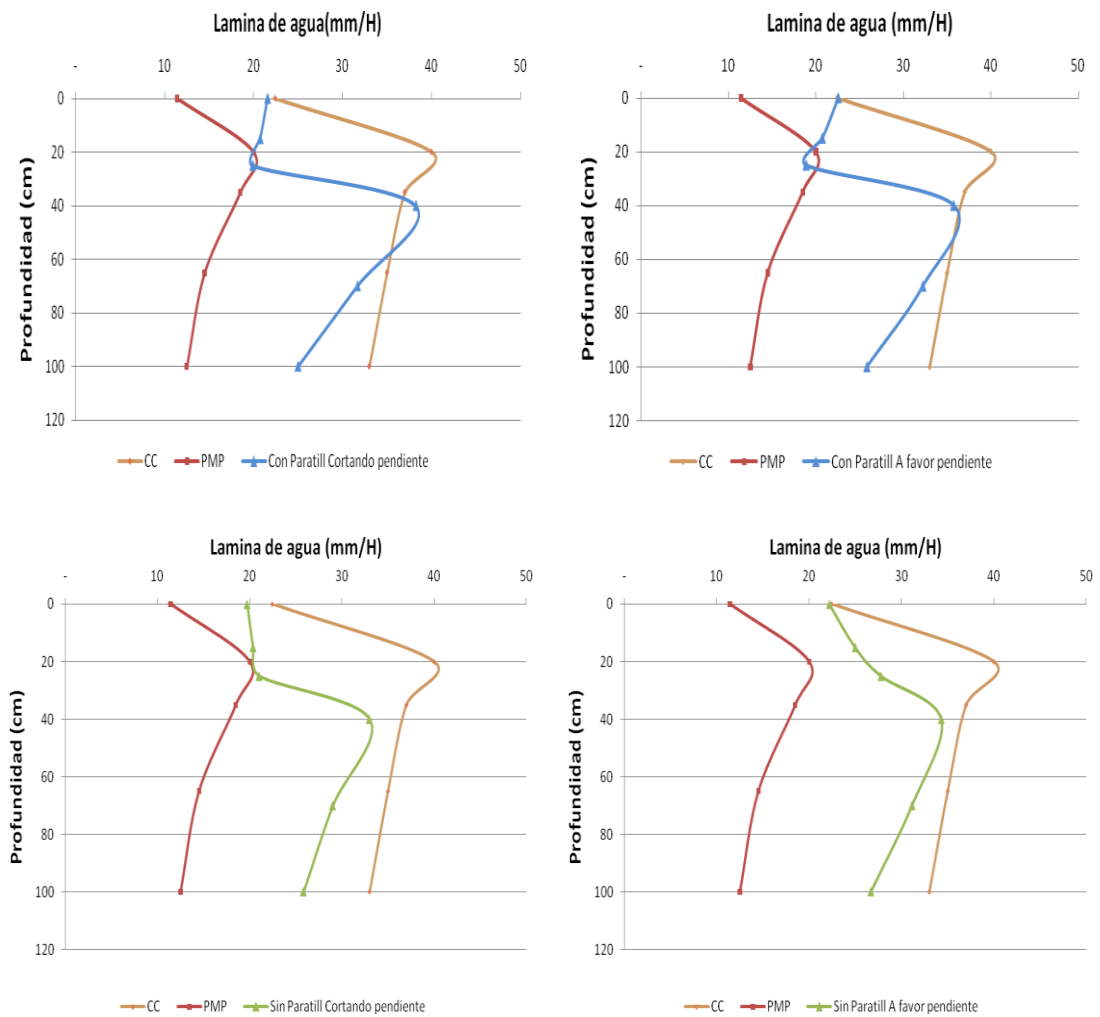 Lamina de agua(mm/H)
- 10 20 30 40 50
0
20
40
60
80
100
120
Profundidad (cm)
CC PMP Con Paratill Cortando pendiente
Lamina de agua (mm/H)
- 10 20 30 40 50
0
20
40
60
80
100
120
Profundidad (cm)
CC PMP Con Paratill A favor pendiente
Lamina de agua (mm/H)
- 10 20 30 40 50
0
20
40
60
80
100
120
Profundidad (cm)
CC PMP Sin Paratill Cortando pendiente
Lamina de agua (mm/H)
- 10 20 30 40 50
0
20
40
60
80
100
120
Profundidad (cm)
CC PMP Sin Paratill A favor pendiente